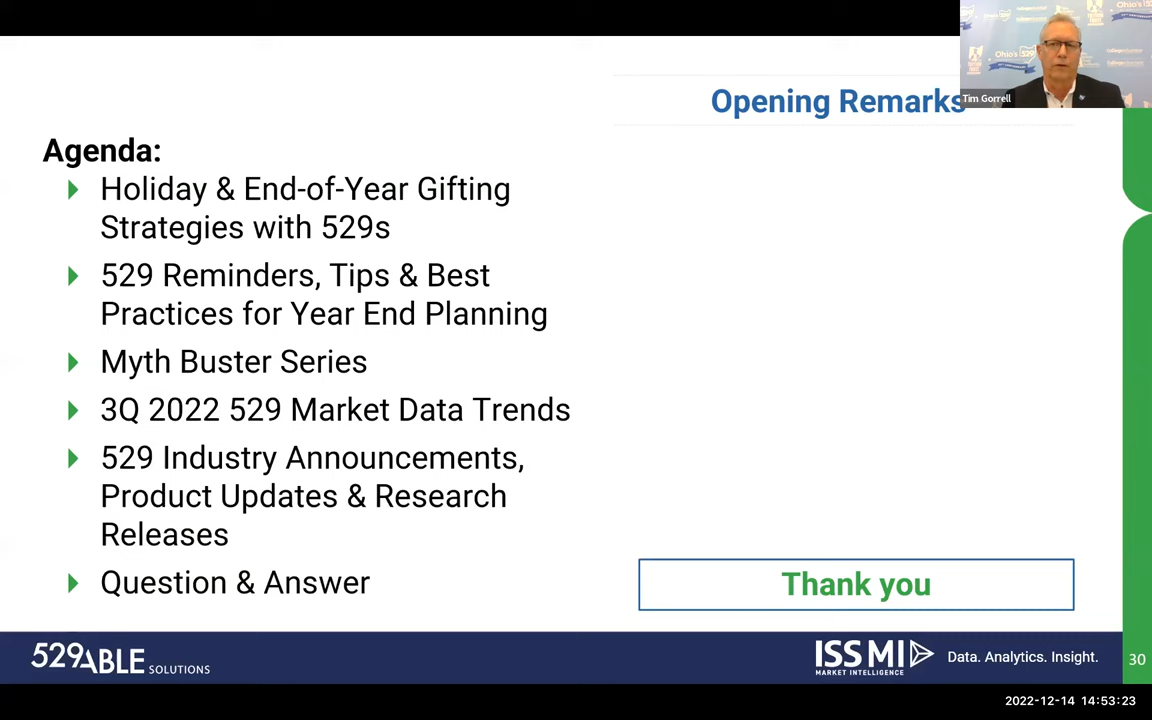 Opening Remarks
Tim Gorrell
Ohio's 529
Agenda:
Holiday & End-of-Year Gifting
Strategies with 529s
529 Reminders, Tips & Best
Practices for Year End Planning
Myth Buster Series
3Q 2022 529 Market Data Trends
529 Industry Announcements,
Product Updates & Research
Releases
Question & Answer
Thank you
529ABLE SOLUTIONS
ISS MI
MARKET INTELLIGENCE
Data. Analytics. Insight.
30
2022-12-14 14:53:23